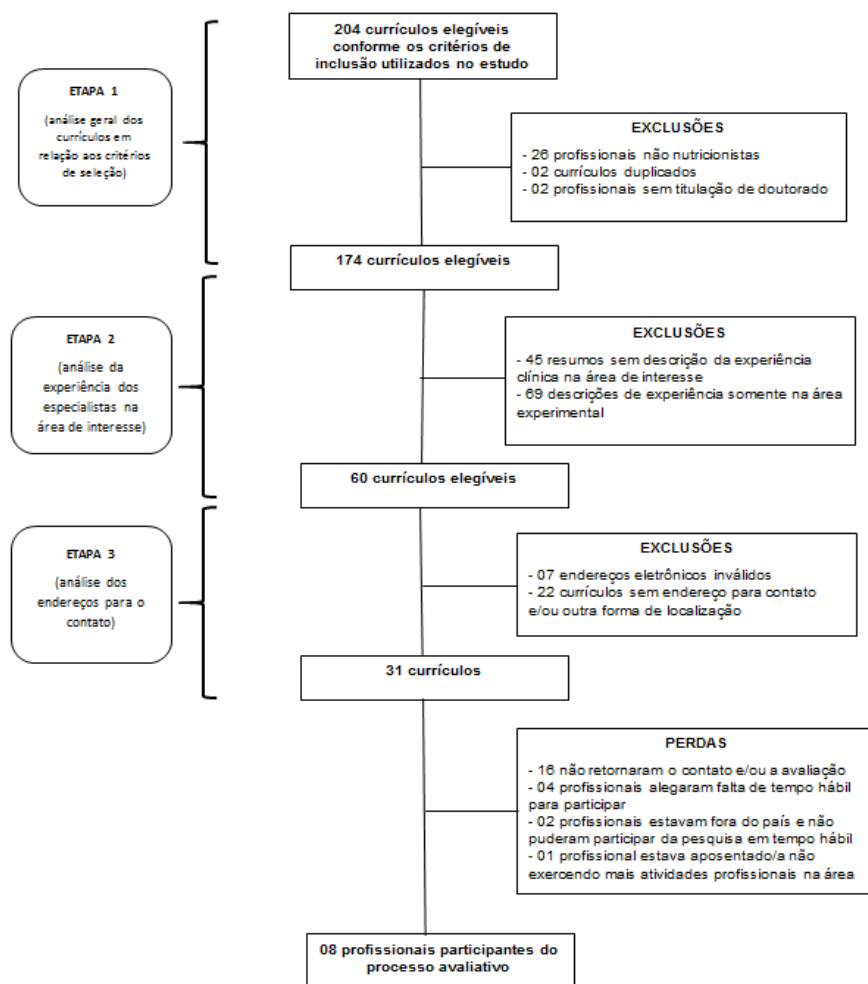 204 currículos elegíveis
conforme os critérios de
inclusão utilizados no estudo
ETAPA 1
(análise geral dos
currículos em
relação aos critérios
de seleção)
EXCLUSÕES
- 26 profissionais não nutricionistas
- 02 currículos duplicados
- 02 profissionais sem titulação de doutorado
174 currículos elegíveis
ETAPA 2
(análise da
experiência dos
especialistas na
área de interesse)
EXCLUSÕES
- 45 resumos sem descrição da experiência
clínica na área de interesse
- 69 descrições de experiência somente na área
experimental
60 currículos elegíveis
ETAPA 3
(análise dos
endereços para o
contato)
EXCLUSÕES
- 07 endereços eletrônicos inválidos
- 22 currículos sem endereço para contato
e/ou outra forma de localização
31 currículos
PERDAS
- 16 não retornaram o contato e/ou a avaliação
- 04 profissionais alegaram falta de tempo hábil
para participar
- 02 profissionais estavam fora do país e não
puderam participar da pesquisa em tempo hábil
- 01 profissional estava aposentado/a não
exercendo mais atividades profissionais na área
08 profissionais participantes do
processo avaliativo